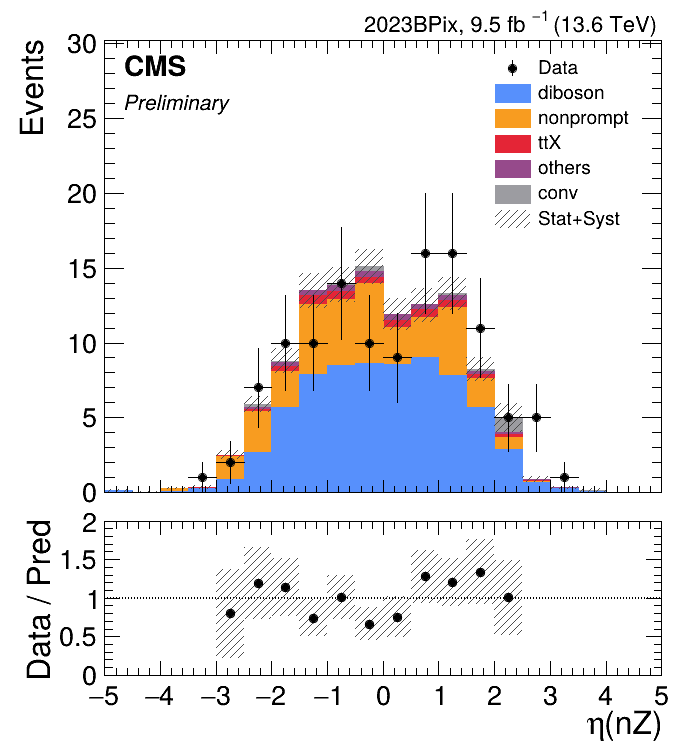 2023BPix, 9.5 fb⁻¹ (13.6 TeV)
Events
30
25
20
15
10
5
0
CMS
Preliminary
Data
diboson
nonprompt
ttX
others
conv
Stat+Syst
Data / Pred
2
1.5
1
0.5
0
−5 −4 −3 −2 −1 0 1 2 3 4 5
η(nZ)